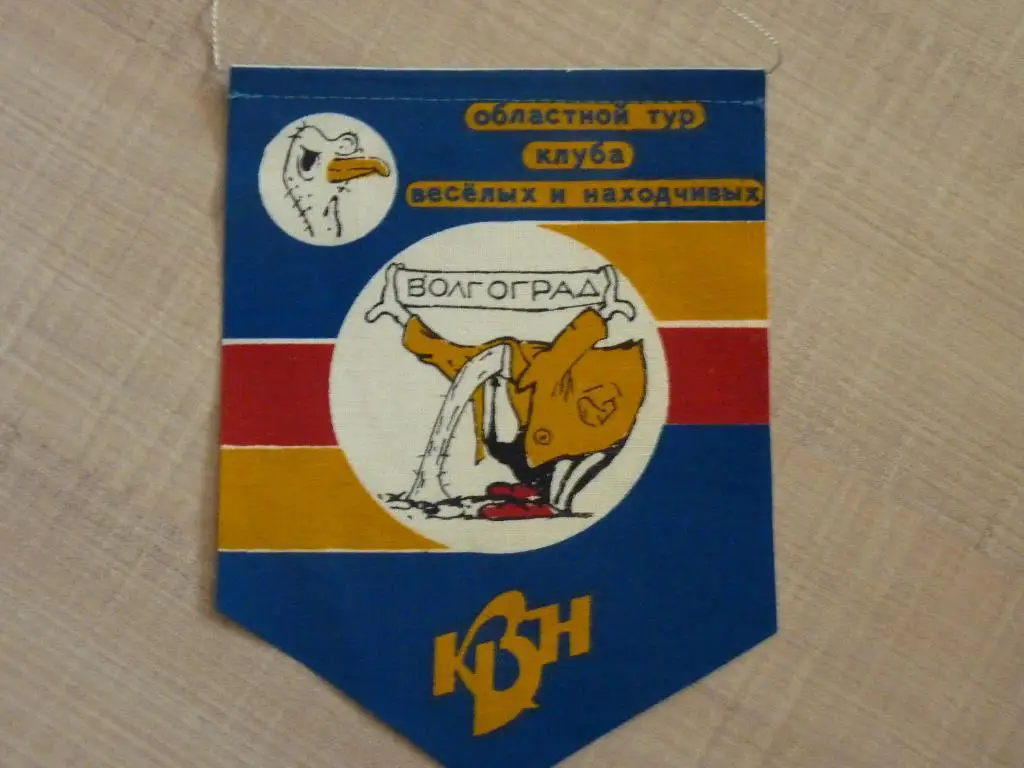 областной тур
клуба
весёлых и находчивых
ВОЛГОГРАД
КВН